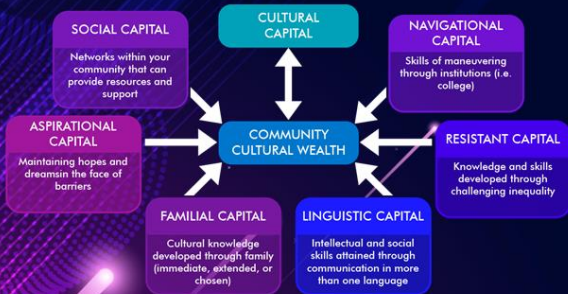 CULTURAL
CAPITAL
SOCIAL CAPITAL
Networks within your
community that can
provide resources and
support
NAVIGATIONAL
CAPITAL
Skills of maneuvering
through institutions (i.e.
college)
ASPIRATIONAL
CAPITAL
Maintaining hopes and
dreamsin the face of
barriers
COMMUNITY
CULTURAL WEALTH
RESISTANT CAPITAL
Knowledge and skills
developed through
challenging inequality
FAMILIAL CAPITAL
Cultural knowledge
developed through family
(immediate, extended, or
chosen)
LINGUISTIC CAPITAL
Intellectual and social
skills attained through
communication in more
than one language